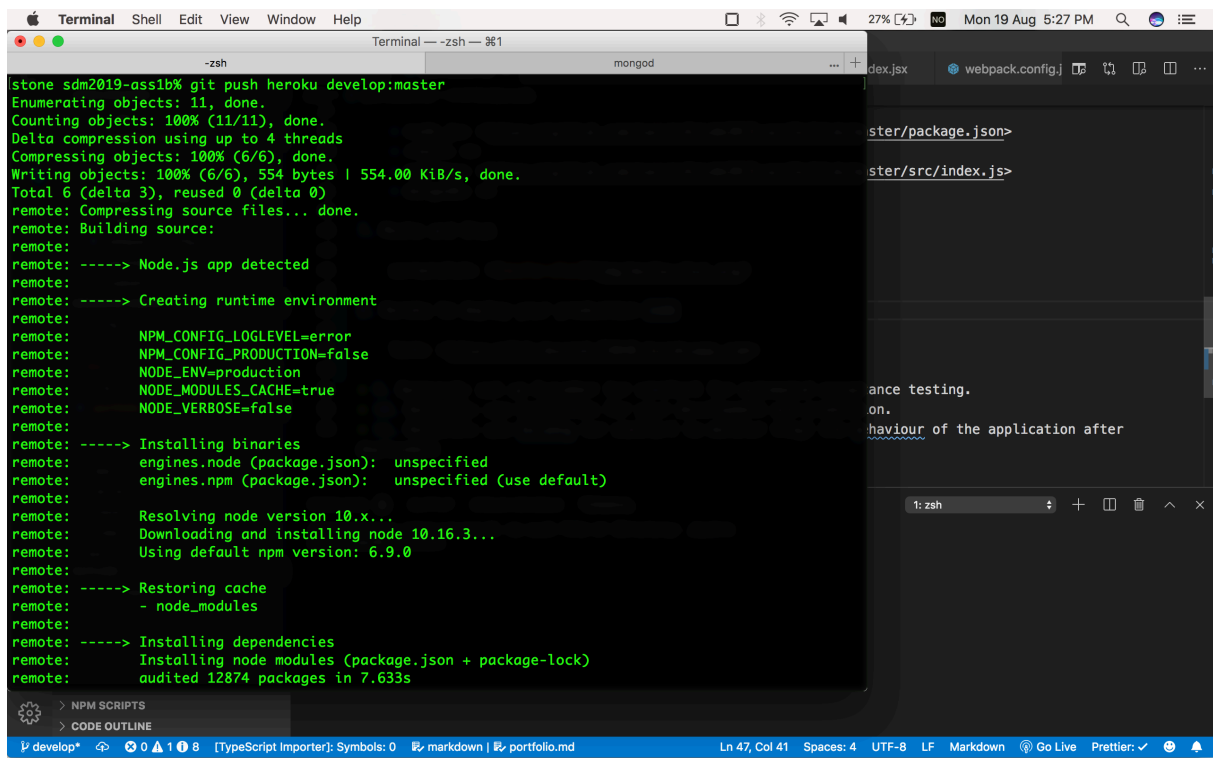 Terminal Shell Edit View Window Help 27% NO Mon 19 Aug 5:27 PM
Terminal — -zsh — ⌘1
-zsh mongod ... +
dex.jsx webpack.config.j ...
stone sdm2019-ass1b% git push heroku develop:master
Enumerating objects: 11, done.
Counting objects: 100% (11/11), done.
Delta compression using up to 4 threads
Compressing objects: 100% (6/6), done.
Writing objects: 100% (6/6), 554 bytes | 554.00 KiB/s, done.
Total 6 (delta 3), reused 0 (delta 0)
remote: Compressing source files... done.
remote: Building source:
remote:
remote: -----> Node.js app detected
remote:
remote: -----> Creating runtime environment
remote:
remote: NPM_CONFIG_LOGLEVEL=error
remote: NPM_CONFIG_PRODUCTION=false
remote: NODE_ENV=production
remote: NODE_MODULES_CACHE=true
remote: NODE_VERBOSE=false
remote:
remote: -----> Installing binaries
remote: engines.node (package.json): unspecified
remote: engines.npm (package.json): unspecified (use default)
remote:
remote: Resolving node version 10.x...
remote: Downloading and installing node 10.16.3...
remote: Using default npm version: 6.9.0
remote:
remote: -----> Restoring cache
remote: - node_modules
remote:
remote: -----> Installing dependencies
remote: Installing node modules (package.json + package-lock)
remote: audited 12874 packages in 7.633s
ster/package.json>
ster/src/index.js>
ance testing.
on.
haviour of the application after
1: zsh
> NPM SCRIPTS
> CODE OUTLINE
develop* 0 1 8 [TypeScript Importer]: Symbols: 0 markdown | portfolio.md Ln 47, Col 41 Spaces: 4 UTF-8 LF Markdown Go Live Prettier: ✓